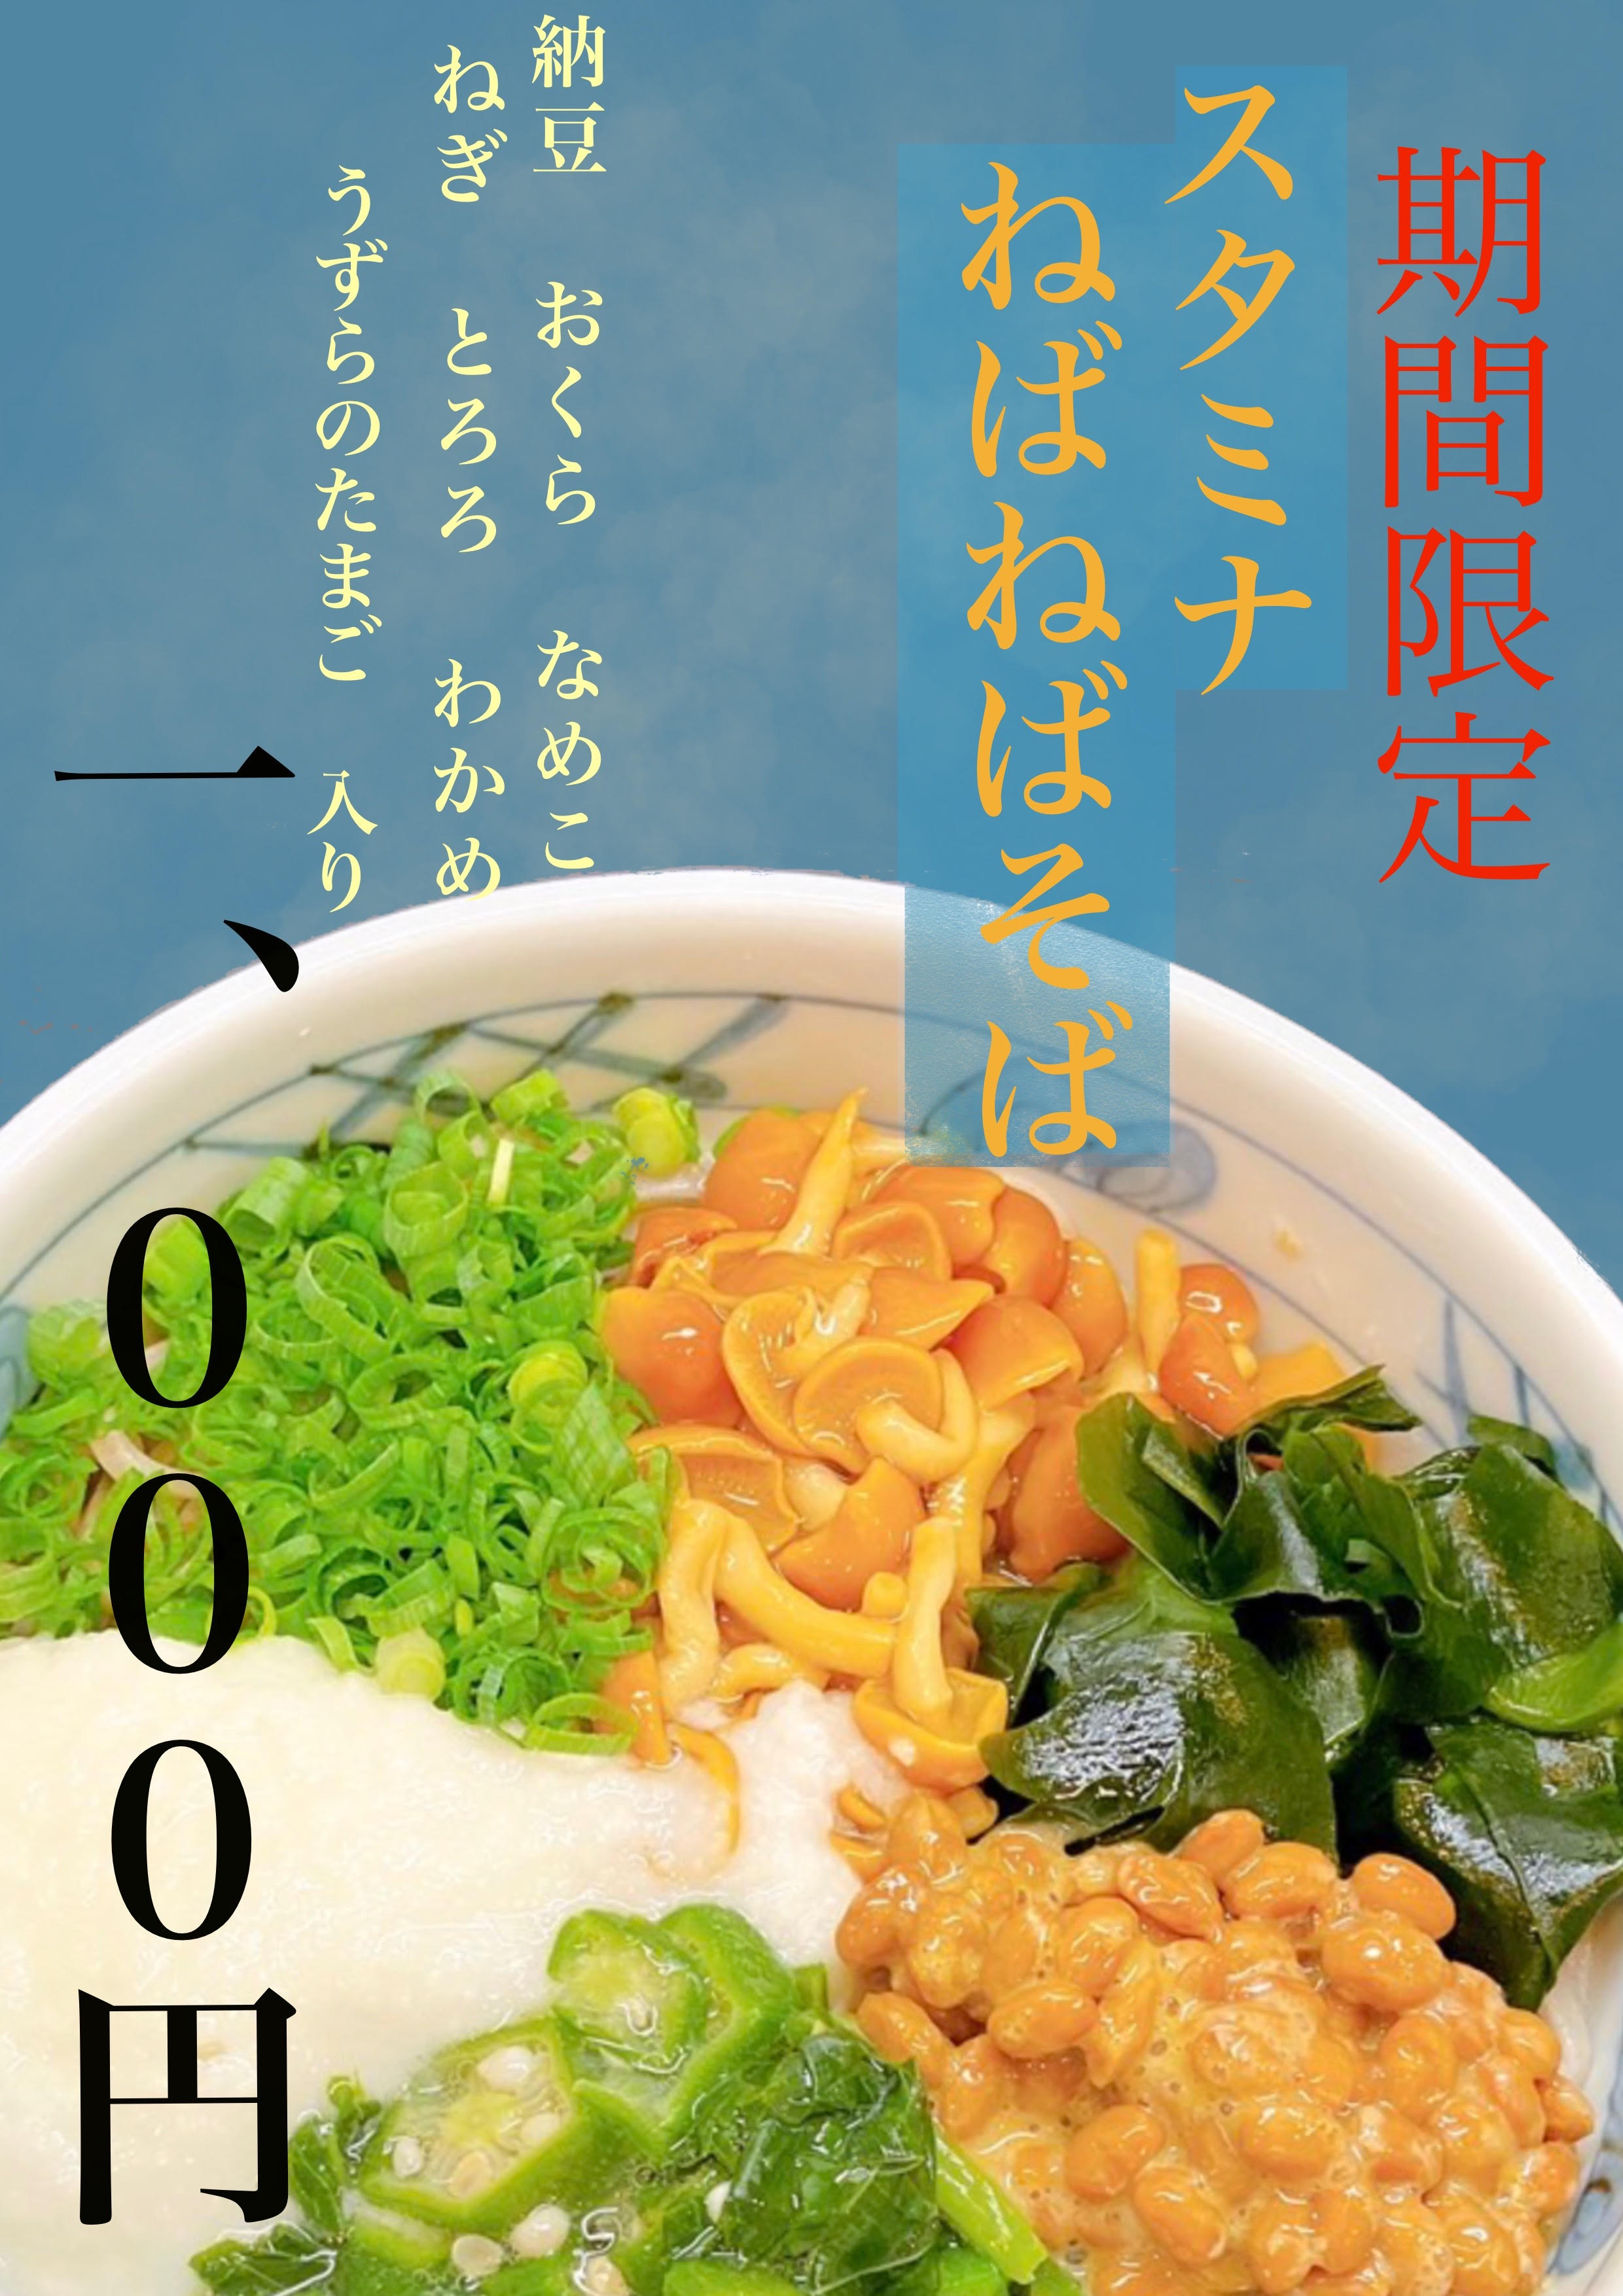 期間限定
スタミナ
ねばねばそば
納豆　おくら　なめこ
ねぎ　とろろ　わかめ
うずらのたまご　入り
一、０００円